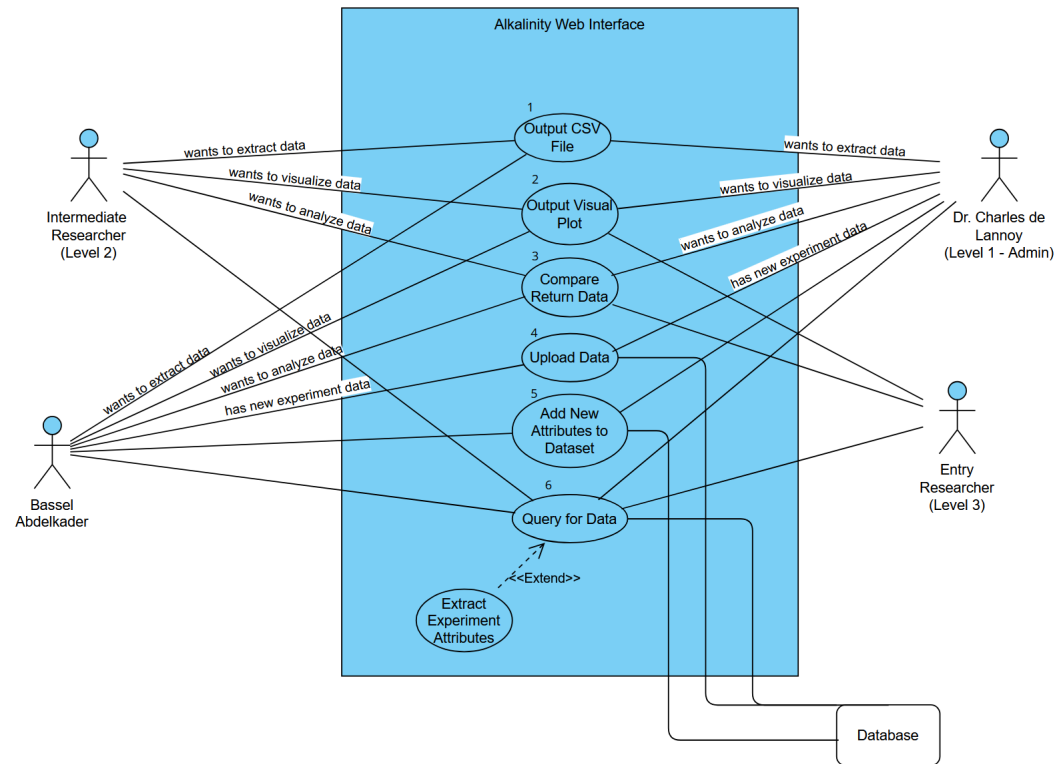 Alkalinity Web Interface
1
Output CSV
File
wants to extract data
wants to extract data
2
Output Visual
Plot
wants to visualize data
wants to visualize data
Intermediate
Researcher
(Level 2)
Dr. Charles de
Lannoy
(Level 1 - Admin)
wants to analyze data
wants to analyze data
3
Compare
Return Data
has new experiment data
4
Upload Data
wants to extract data
wants to visualize data
wants to analyze data
has new experiment data
5
Add New
Attributes to
Dataset
Bassel
Abdelkader
Entry
Researcher
(Level 3)
6
Query for Data
<<Extend>>
Extract
Experiment
Attributes
Database